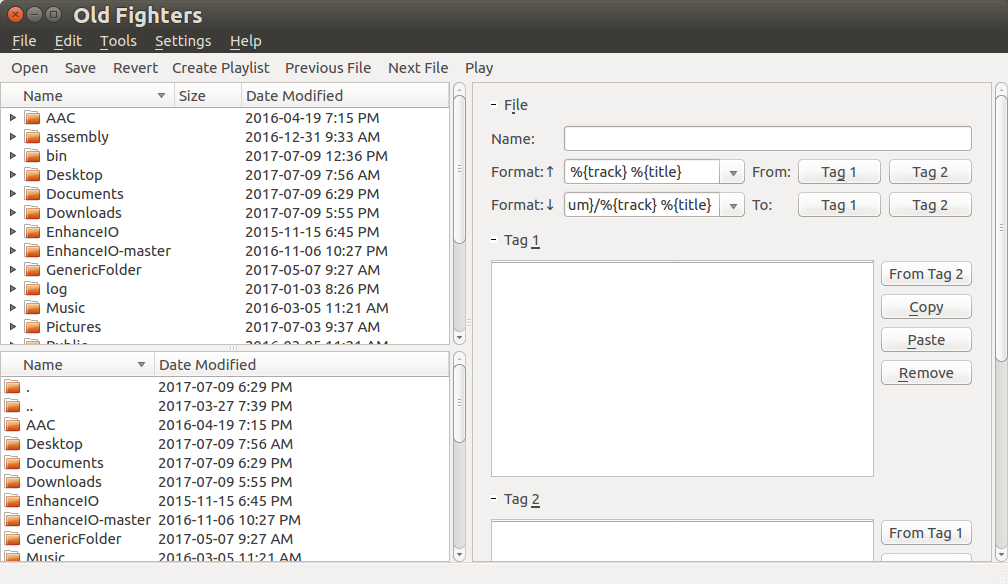 Old Fighters
File Edit Tools Settings Help
Open Save Revert Create Playlist Previous File Next File Play
Name Size Date Modified
AAC 2016-04-19 7:15 PM
assembly 2016-12-31 9:33 AM
bin 2017-07-09 12:36 PM
Desktop 2017-07-09 7:56 AM
Documents 2017-07-09 6:29 PM
Downloads 2017-07-09 5:55 PM
EnhanceIO 2015-11-15 6:45 PM
EnhanceIO-master 2016-11-06 10:27 PM
GenericFolder 2017-05-07 9:27 AM
log 2017-01-03 8:26 PM
Music 2016-03-05 11:21 AM
Pictures 2017-07-03 9:37 AM
Public 2016-03-05 11:21 AM
Name Date Modified
. 2017-07-09 6:29 PM
.. 2017-03-27 7:39 PM
AAC 2016-04-19 7:15 PM
Desktop 2017-07-09 7:56 AM
Documents 2017-07-09 6:29 PM
Downloads 2017-07-09 5:55 PM
EnhanceIO 2015-11-15 6:45 PM
EnhanceIO-master 2016-11-06 10:27 PM
GenericFolder 2017-05-07 9:27 AM
Music 2016-03-05 11:21 AM
File
Name:
Format:↑ %{track} %{title} From: Tag 1 Tag 2
Format:↓ um}/%{track} %{title} To: Tag 1 Tag 2
Tag 1
From Tag 2
Copy
Paste
Remove
Tag 2
From Tag 1